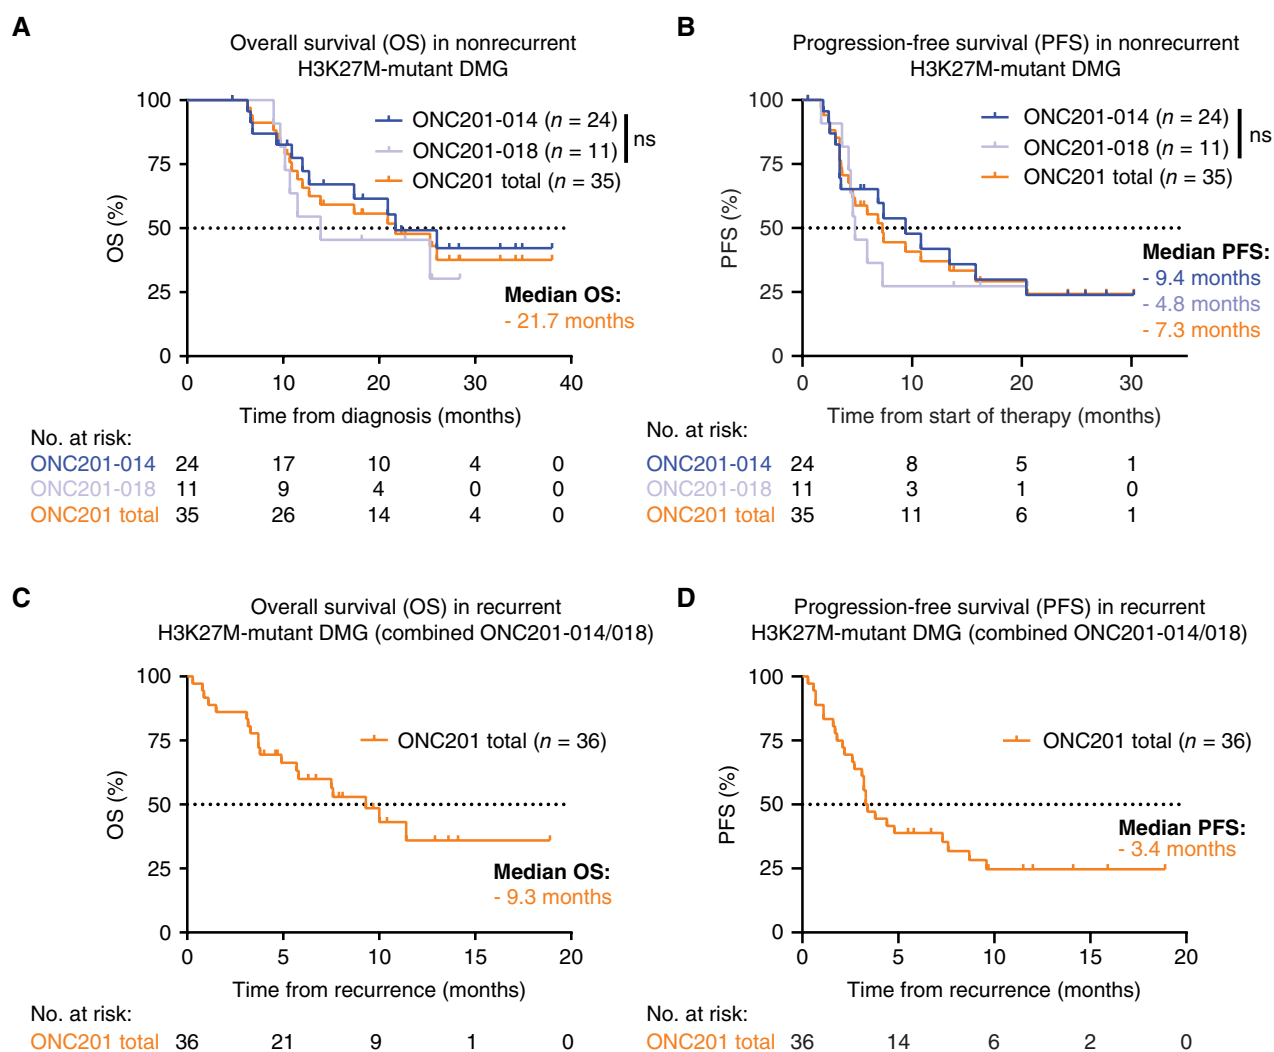 A
Overall survival (OS) in nonrecurrent
H3K27M-mutant DMG
100
75
50
25
0
OS (%)
ONC201-014 (n = 24)
ONC201-018 (n = 11)
ONC201 total (n = 35)
ns
Median OS:
- 21.7 months
0 10 20 30 40
Time from diagnosis (months)
No. at risk:
ONC201-014 24 17 10 4 0
ONC201-018 11 9 4 0 0
ONC201 total 35 26 14 4 0
B
Progression-free survival (PFS) in nonrecurrent
H3K27M-mutant DMG
100
75
50
25
0
PFS (%)
ONC201-014 (n = 24)
ONC201-018 (n = 11)
ONC201 total (n = 35)
ns
Median PFS:
- 9.4 months
- 4.8 months
- 7.3 months
0 10 20 30
Time from start of therapy (months)
No. at risk:
ONC201-014 24 8 5 1
ONC201-018 11 3 1 0
ONC201 total 35 11 6 1
C
Overall survival (OS) in recurrent
H3K27M-mutant DMG (combined ONC201-014/018)
100
75
50
25
0
OS (%)
ONC201 total (n = 36)
Median OS:
- 9.3 months
0 5 10 15 20
Time from recurrence (months)
No. at risk:
ONC201 total 36 21 9 1 0
D
Progression-free survival (PFS) in recurrent
H3K27M-mutant DMG (combined ONC201-014/018)
100
75
50
25
0
PFS (%)
ONC201 total (n = 36)
Median PFS:
- 3.4 months
0 5 10 15 20
Time from recurrence (months)
No. at risk:
ONC201 total 36 14 6 2 0